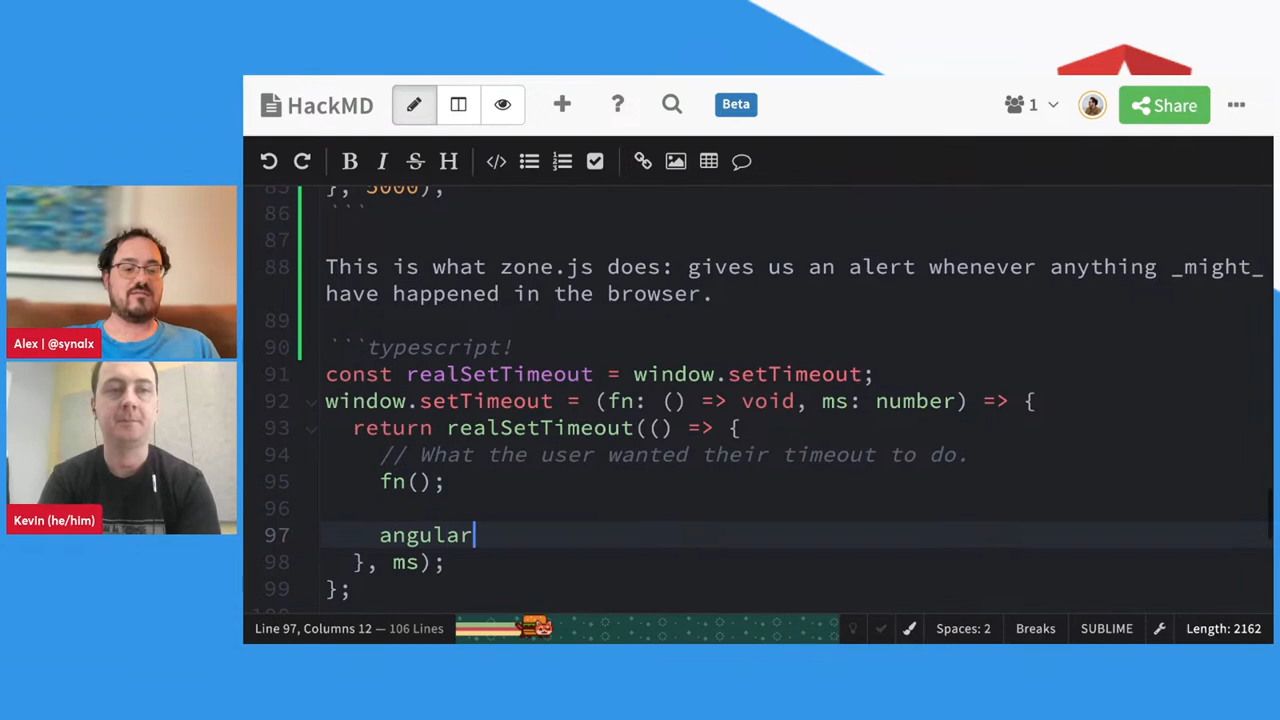 HackMD
Beta
1
Share
B I S H
85
}, 3000);
86
```
87
88
This is what zone.js does: gives us an alert whenever anything _might_
have happened in the browser.
89
90
```typescript!
91
const realSetTimeout = window.setTimeout;
92
window.setTimeout = (fn: () => void, ms: number) => {
93
return realSetTimeout(() => {
94
// What the user wanted their timeout to do.
95
fn();
96
97
angular
98
}, ms);
99
};
Alex | @synalx
Kevin (he/him)
Line 97, Columns 12 — 106 Lines
Spaces: 2
Breaks
SUBLIME
Length: 2162